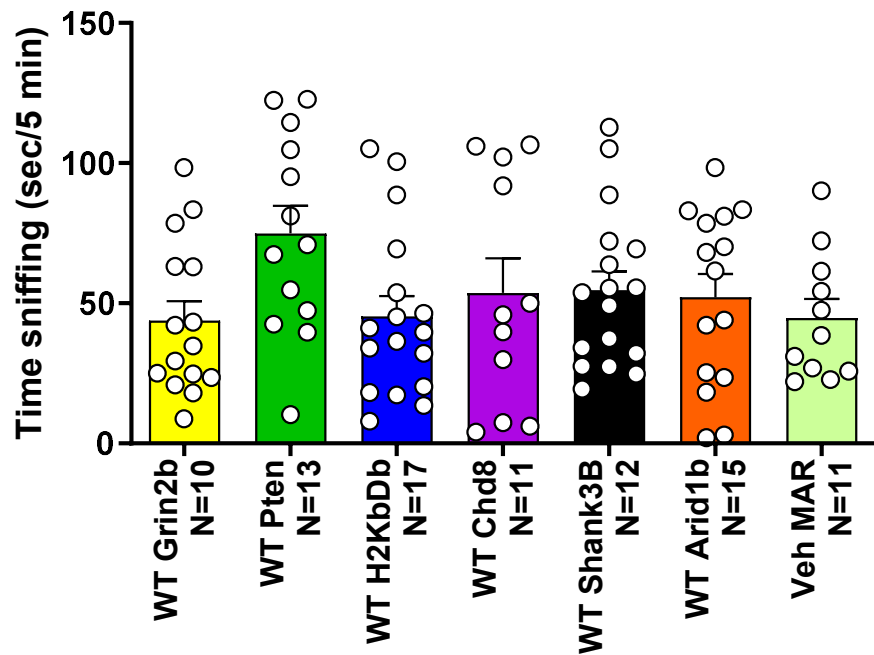 Time sniffing (sec/5 min)
150
100
50
0
WT Grin2b
N=10
WT Pten
N=13
WT H2KbDb
N=17
WT Chd8
N=11
WT Shank3B
N=12
WT Arid1b
N=15
Veh MAR
N=11